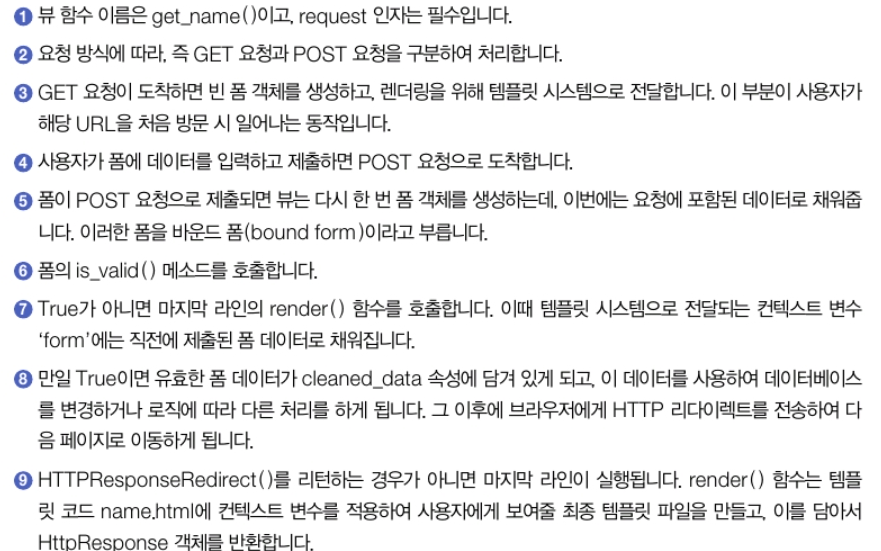 ❶ 뷰 함수 이름은 get_name()이고, request 인자는 필수입니다.
❷ 요청 방식에 따라, 즉 GET 요청과 POST 요청을 구분하여 처리합니다.
❸ GET 요청이 도착하면 빈 폼 객체를 생성하고, 렌더링을 위해 템플릿 시스템으로 전달합니다. 이 부분이 사용자가
해당 URL을 처음 방문 시 일어나는 동작입니다.
❹ 사용자가 폼에 데이터를 입력하고 제출하면 POST 요청으로 도착합니다.
❺ 폼이 POST 요청으로 제출되면 뷰는 다시 한 번 폼 객체를 생성하는데, 이번에는 요청에 포함된 데이터로 채워줍
니다. 이러한 폼을 바운드 폼(bound form)이라고 부릅니다.
❻ 폼의 is_valid() 메소드를 호출합니다.
❼ True가 아니면 마지막 라인의 render() 함수를 호출합니다. 이때 템플릿 시스템으로 전달되는 컨텍스트 변수
‘form’에는 직전에 제출된 폼 데이터로 채워집니다.
❽ 만일 True이면 유효한 폼 데이터가 cleaned_data 속성에 담겨 있게 되고, 이 데이터를 사용하여 데이터베이스
를 변경하거나 로직에 따라 다른 처리를 하게 됩니다. 그 이후에 브라우저에게 HTTP 리다이렉트를 전송하여 다
음 페이지로 이동하게 됩니다.
❾ HTTPResponseRedirect()를 리턴하는 경우가 아니면 마지막 라인이 실행됩니다. render() 함수는 템플
릿 코드 name.html에 컨텍스트 변수를 적용하여 사용자에게 보여줄 최종 템플릿 파일을 만들고, 이를 담아서
HttpResponse 객체를 반환합니다.